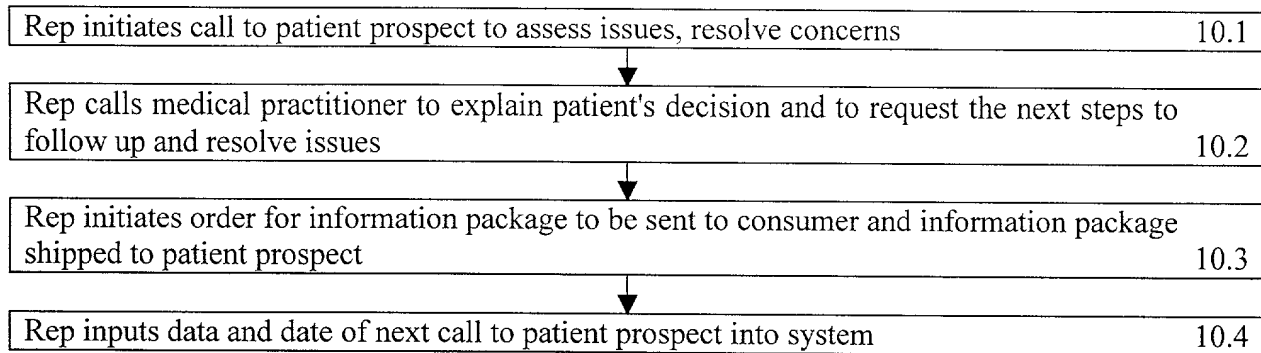 Rep initiates call to patient prospect to assess issues, resolve concerns 10.1
Rep calls medical practitioner to explain patient's decision and to request the next steps to
follow up and resolve issues 10.2
Rep initiates order for information package to be sent to consumer and information package
shipped to patient prospect 10.3
Rep inputs data and date of next call to patient prospect into system 10.4